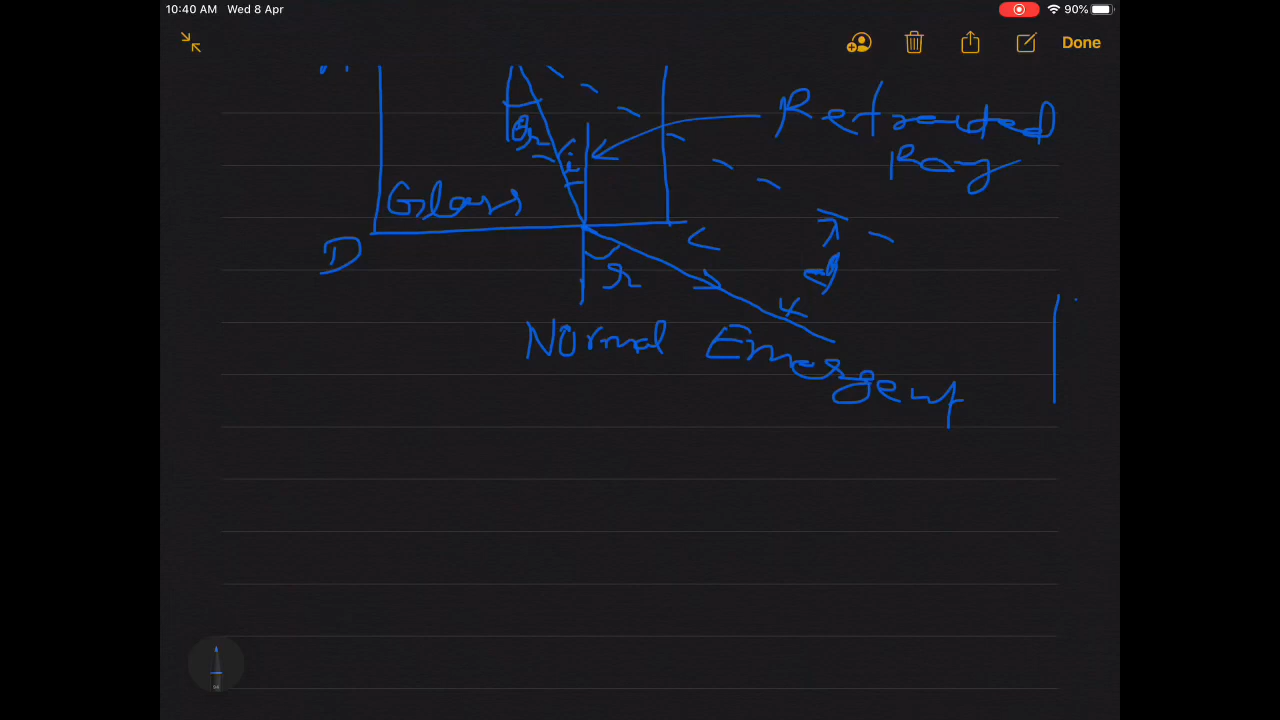 10:40 AM Wed 8 Apr
90%
Done
Refracted
Ray
r
i
Glass
D
C
r
d
Normal Emergent